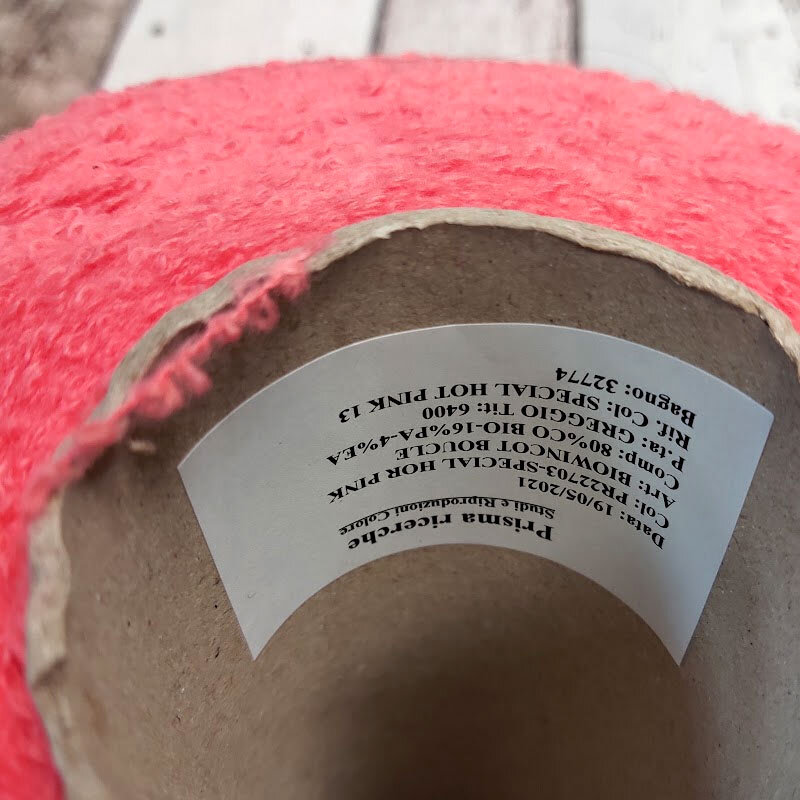 Prisma ricerche
Studi e Riproduzioni Colore
Data: 19/05/2021
Col: PR22703-SPECIAL HOR PINK
Art: BIOWINCOT BOUCLE
Comp: 80%CO BIO-16%PA-4%EA
P.ta: GREGGIO Tit: 6400
Rif. Col: SPECIAL HOT PINK 13
Bagno: 32774